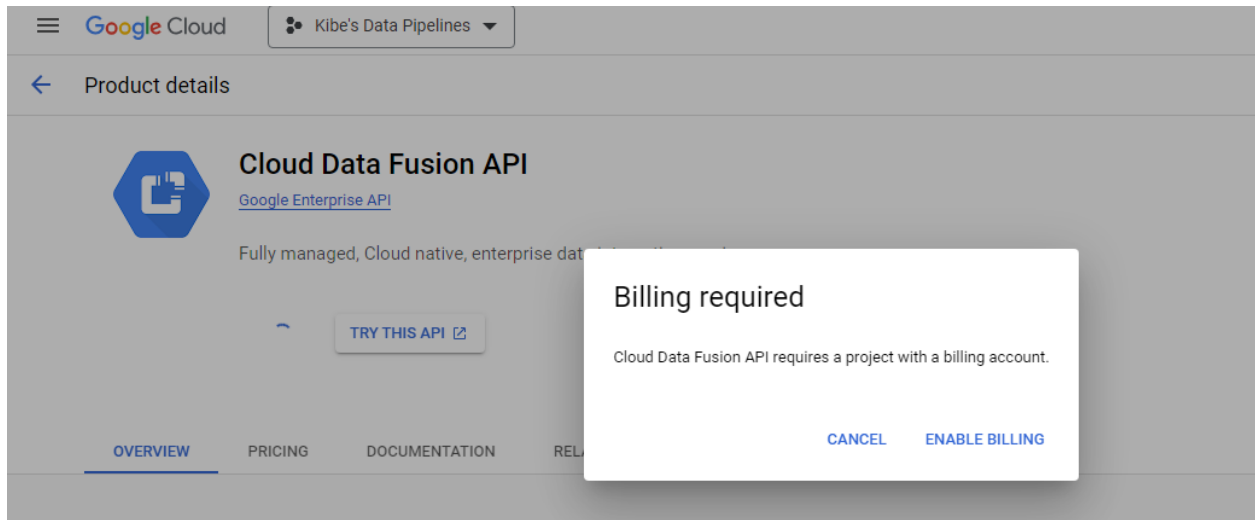 Google Cloud
Kibe's Data Pipelines
Product details
Cloud Data Fusion API
Google Enterprise API
Fully managed, Cloud native, enterprise
TRY THIS API
OVERVIEW
PRICING
DOCUMENTATION
Billing required
Cloud Data Fusion API requires a project with a billing account.
CANCEL
ENABLE BILLING